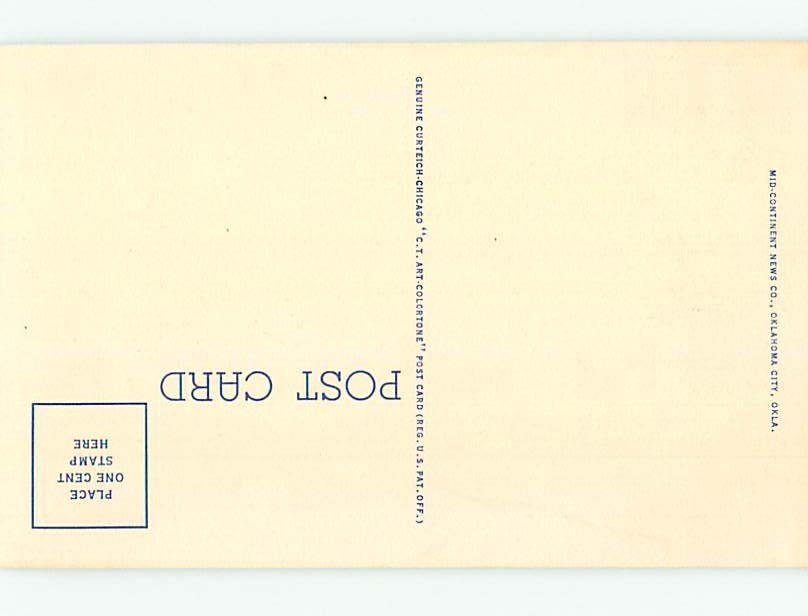 POST CARD
PLACE
ONE CENT
STAMP
HERE
GENUINE CURTEICH-CHICAGO "C.T. ART-COLORTONE" POST CARD (REG. U.S. PAT. OFF.)
MID-CONTINENT NEWS CO., OKLAHOMA CITY, OKLA.